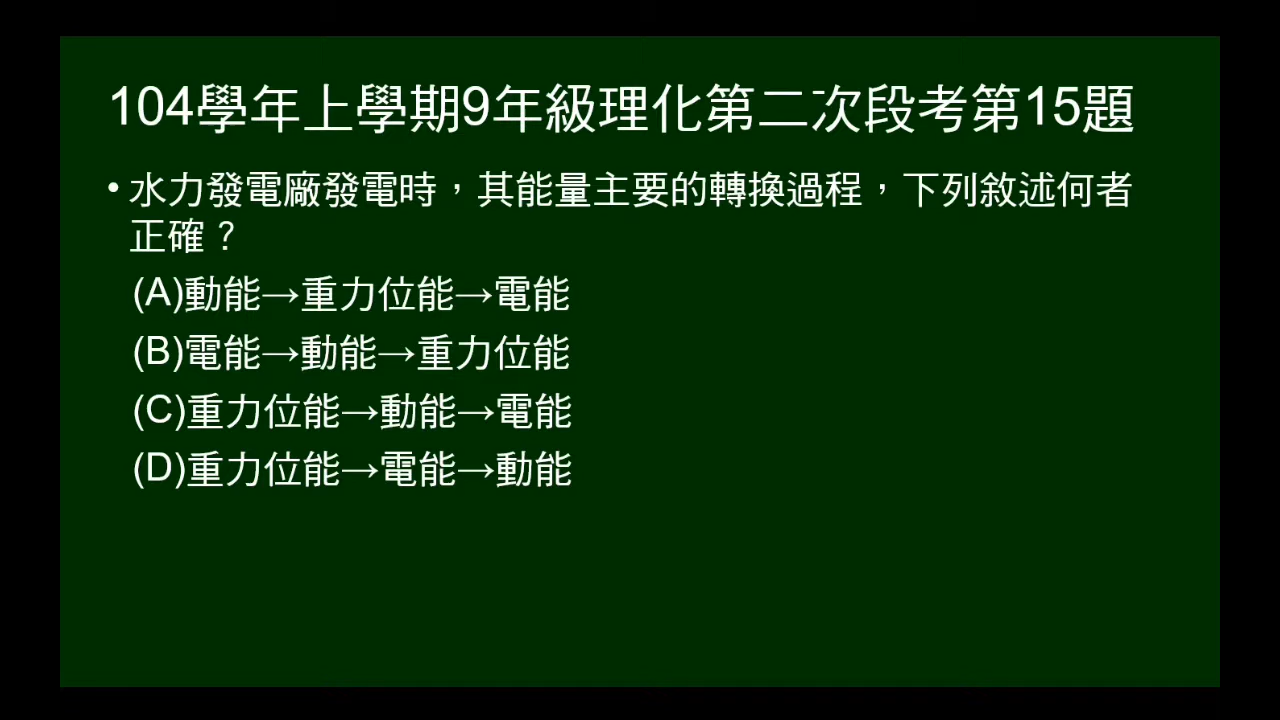 104學年上學期9年級理化第二次段考第15題
•水力發電廠發電時，其能量主要的轉換過程，下列敘述何者
正確？
(A)動能→重力位能→電能
(B)電能→動能→重力位能
(C)重力位能→動能→電能
(D)重力位能→電能→動能